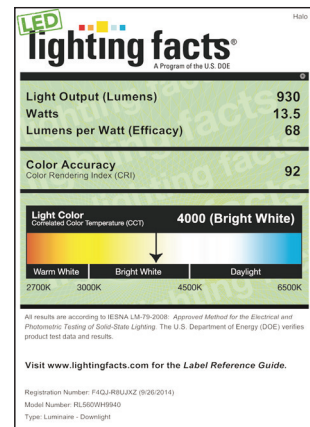 Halo
LED
lighting facts®
A Program of the U.S. DOE
Light Output (Lumens) 930
Watts 13.5
Lumens per Watt (Efficacy) 68
Color Accuracy
Color Rendering Index (CRI) 92
Light Color
Correlated Color Temperature (CCT) 4000 (Bright White)
Warm White Bright White Daylight
2700K 3000K 4500K 6500K
All results are according to IESNA LM-79-2008: Approved Method for the Electrical and
Photometric Testing of Solid-State Lighting. The U.S. Department of Energy (DOE) verifies
product test data and results.
Visit www.lightingfacts.com for the Label Reference Guide.
Registration Number: F4QJ-R8UJXZ (9/26/2014)
Model Number: RL560WH9940
Type: Luminaire - Downlight